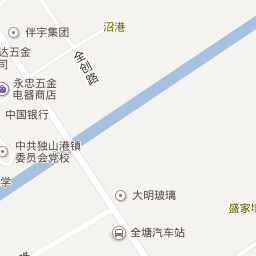 沼港
伴宇集团
全创路
达五金
司
永忠五金
电器商店
中国银行
中共独山港镇
委员会党校
学
大明玻璃
盛家埭
全塘汽车站